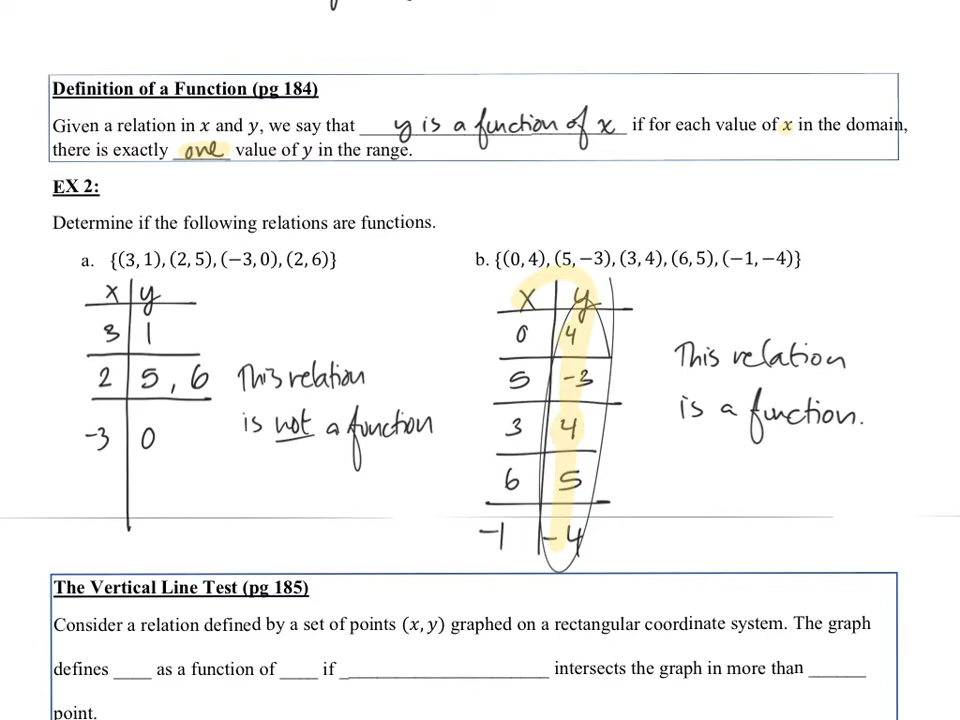 Definition of a Function (pg 184)
Given a relation in x and y, we say that y is a function of x if for each value of x in the domain,
there is exactly one value of y in the range.
EX 2:
Determine if the following relations are functions.
a. {(3, 1), (2, 5), (−3, 0), (2, 6)}
b. {(0, 4), (5, −3), (3, 4), (6, 5), (−1, −4)}
x y
3 1
2 5, 6
-3 0
This relation
is not a function
x y
0 4
5 -3
3 4
6 5
-1 -4
This relation
is a function.
The Vertical Line Test (pg 185)
Consider a relation defined by a set of points (x, y) graphed on a rectangular coordinate system. The graph
defines ____ as a function of ____ if ______________________ intersects the graph in more than ______
point.